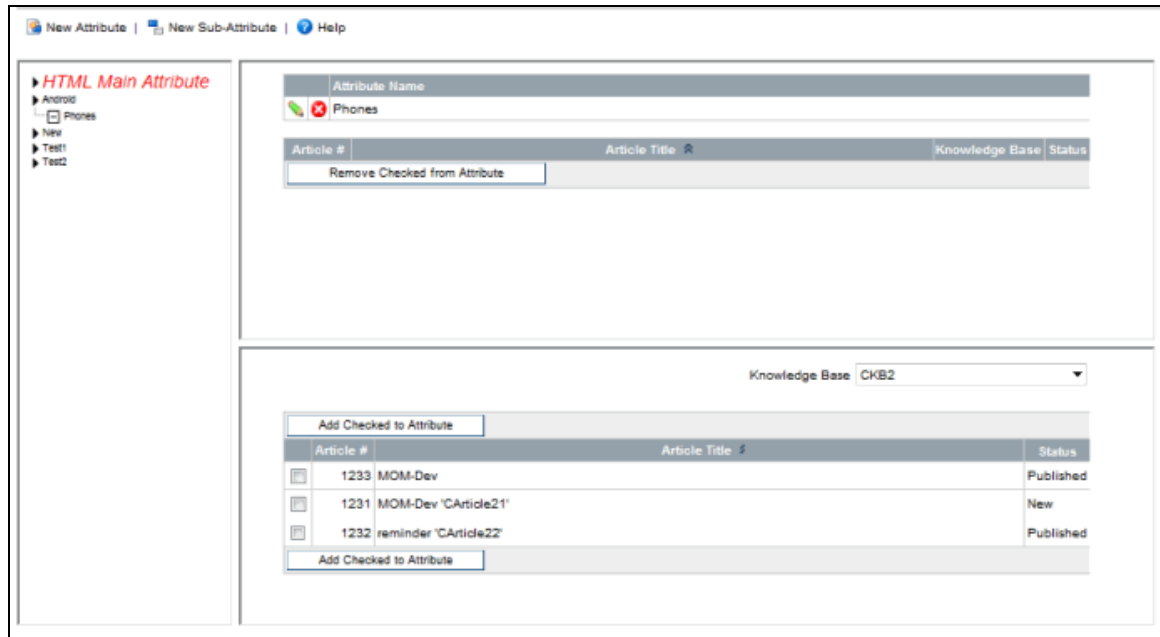 New Attribute | New Sub-Attribute | Help
HTML Main Attribute
Android
Phones
New
Test1
Test2
Attribute Name
Phones
Article # Article Title Knowledge Base Status
Remove Checked from Attribute
Knowledge Base CKB2
Add Checked to Attribute
Article # Article Title Status
1233 MOM-Dev Published
1231 MOM-Dev 'CArticle21' New
1232 reminder 'CArticle22' Published
Add Checked to Attribute